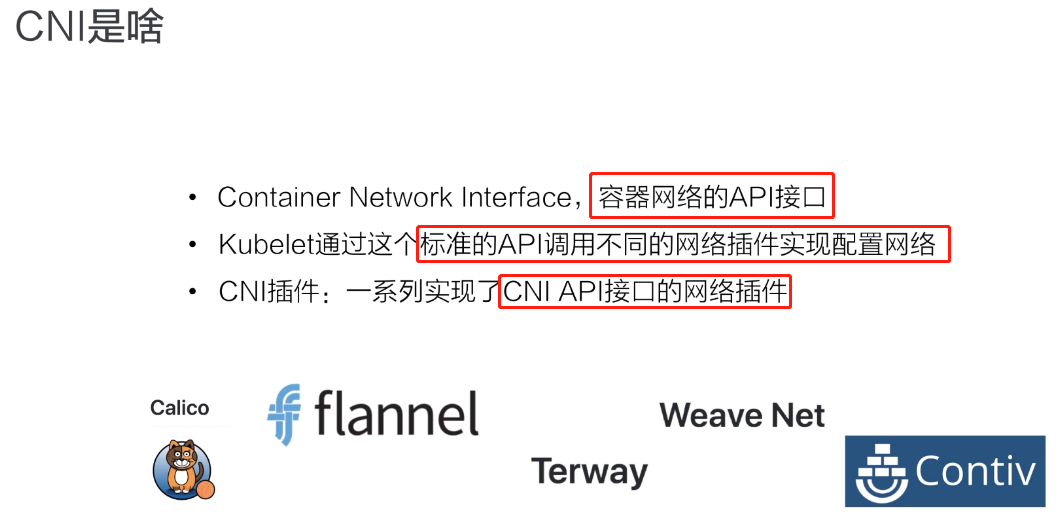 CNI是啥
• Container Network Interface，容器网络的API接口
• Kubelet通过这个标准的API调用不同的网络插件实现配置网络
• CNI插件：一系列实现了CNI API接口的网络插件
Calico
flannel
Weave Net
Terway
Contiv